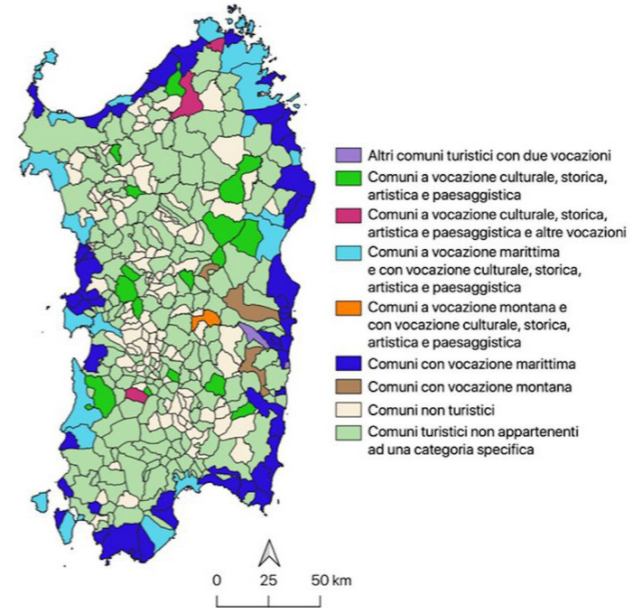 Altri comuni turistici con due vocazioni
Comuni a vocazione culturale, storica,
artistica e paesaggistica
Comuni a vocazione culturale, storica,
artistica e paesaggistica e altre vocazioni
Comuni a vocazione marittima
e con vocazione culturale, storica,
artistica e paesaggistica
Comuni a vocazione montana e
con vocazione culturale, storica,
artistica e paesaggistica
Comuni con vocazione marittima
Comuni con vocazione montana
Comuni non turistici
Comuni turistici non appartenenti
ad una categoria specifica
0 25 50 km